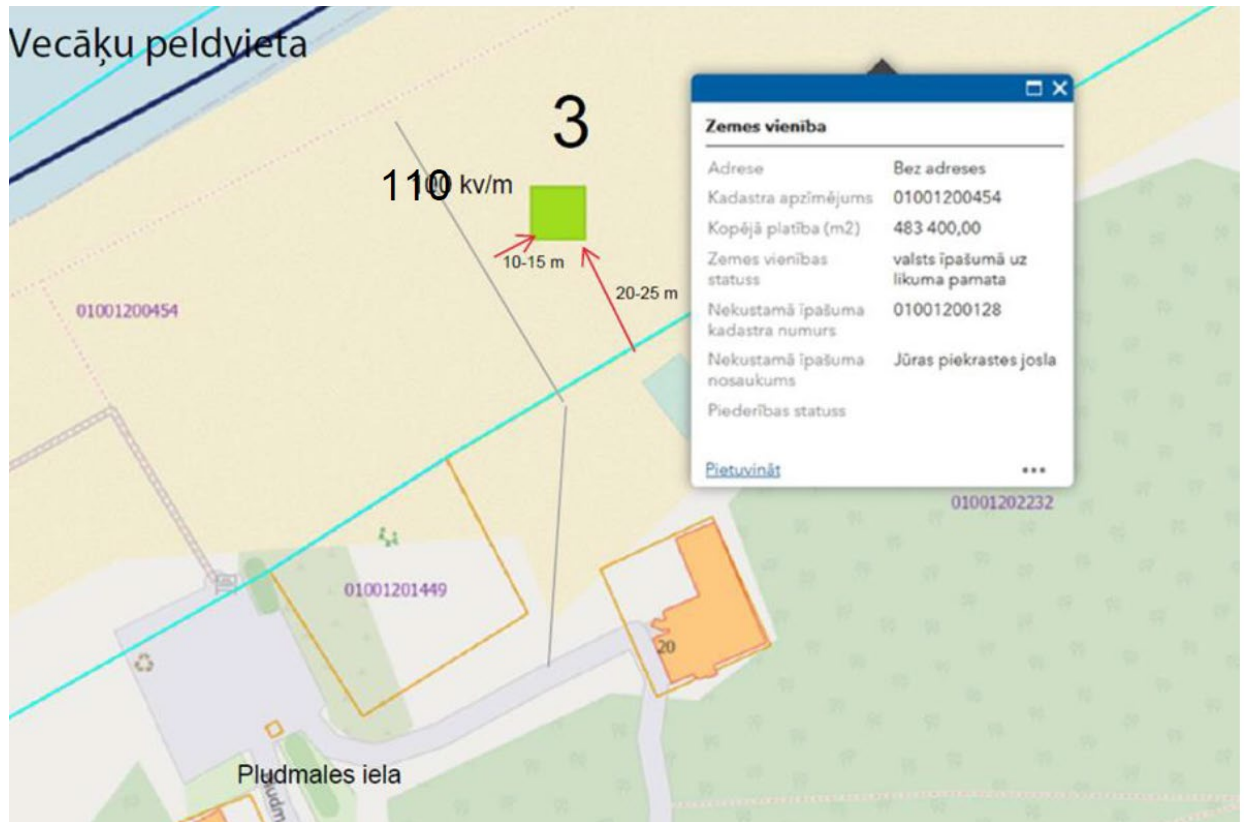 Vecāķu peldvieta
3
110 kv/m
10-15 m
20-25 m
01001200454
Zemes vienība
Adrese Bez adreses
Kadastra apzīmējums 01001200454
Kopējā platība (m2) 483 400,00
Zemes vienības statuss valsts īpašumā uz likuma pamata
Nekustamā īpašuma kadastra numurs 01001200128
Nekustamā īpašuma nosaukums Jūras piekrastes josla
Piederības statuss
Pietuvināt
01001202232
01001201449
20
Pludmales iela